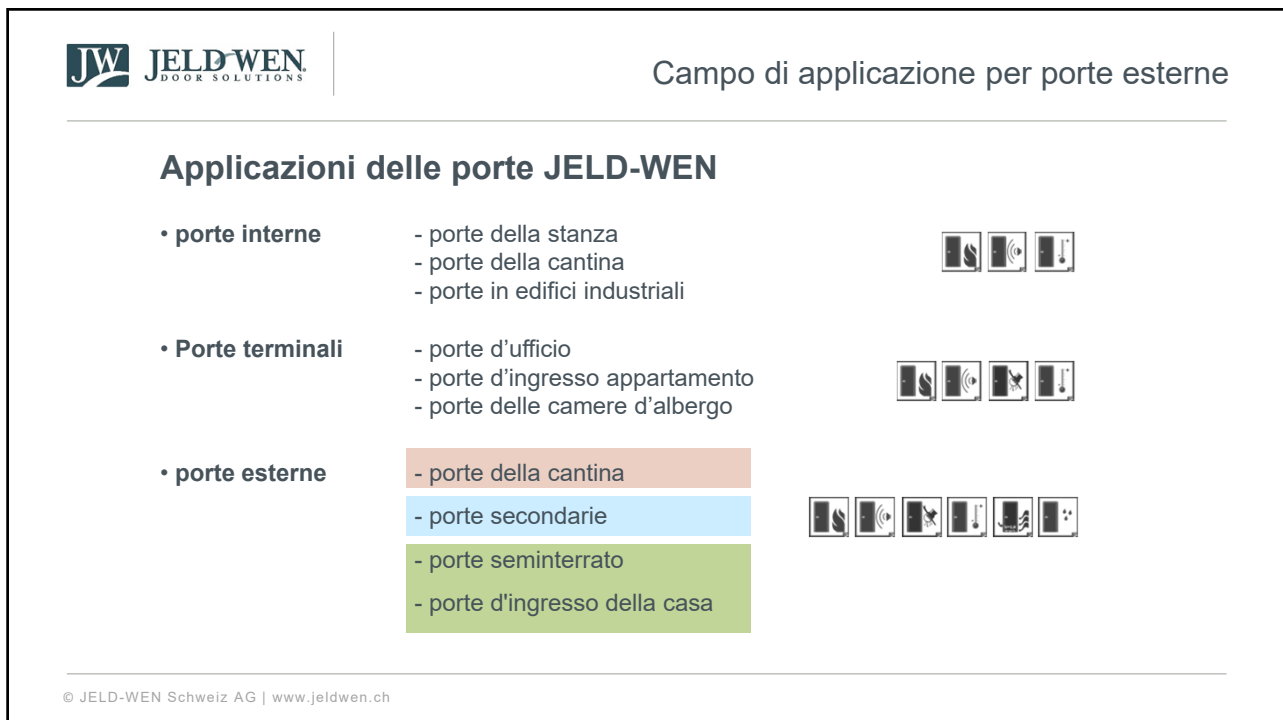 JW JELD-WEN®
DOOR SOLUTIONS
Campo di applicazione per porte esterne
Applicazioni delle porte JELD-WEN
• porte interne - porte della stanza
- porte della cantina
- porte in edifici industriali
• Porte terminali - porte d’ufficio
- porte d’ingresso appartamento
- porte delle camere d’albergo
• porte esterne - porte della cantina
- porte secondarie
- porte seminterrato
- porte d'ingresso della casa
© JELD-WEN Schweiz AG | www.jeldwen.ch